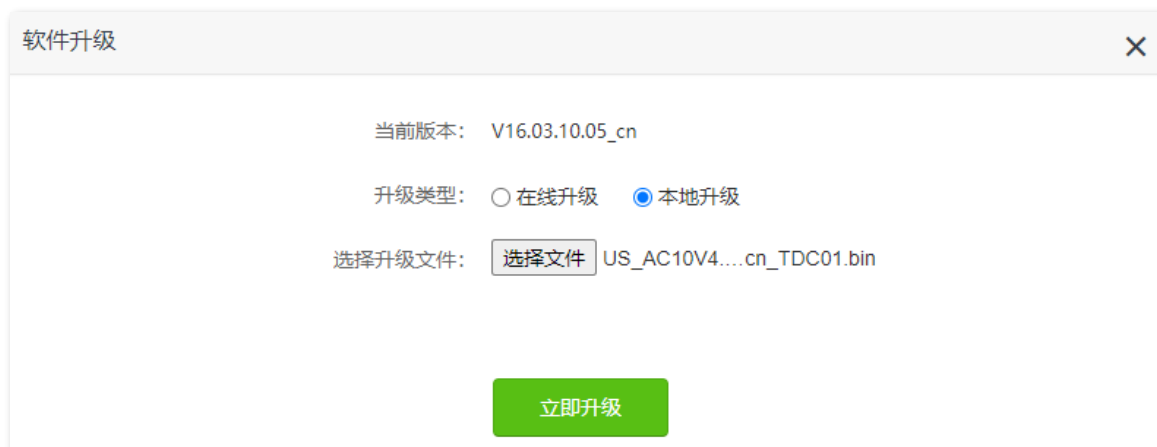 软件升级
当前版本： V16.03.10.05_cn
升级类型： 在线升级 本地升级
选择升级文件： 选择文件 US_AC10V4....cn_TDC01.bin
立即升级